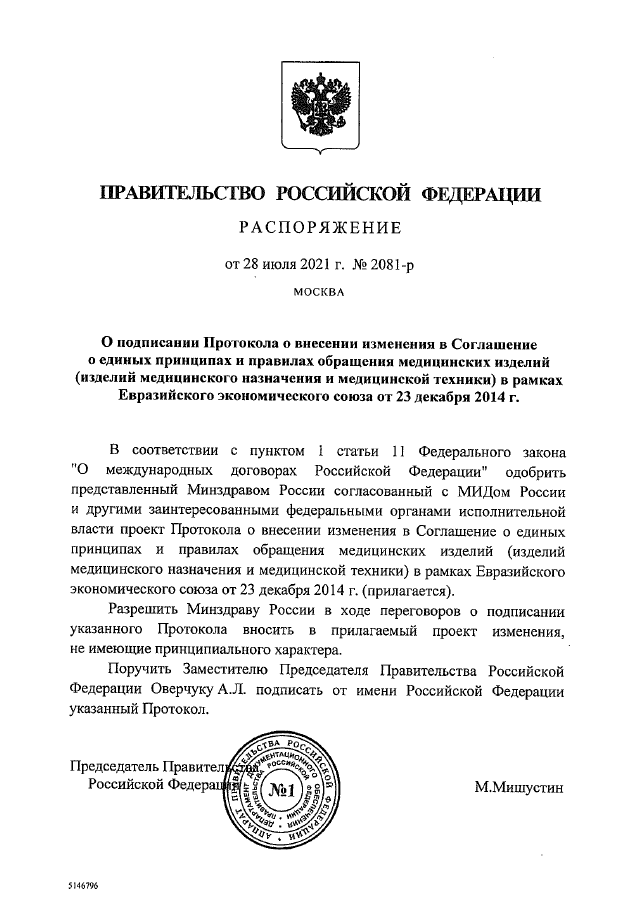 ПРАВИТЕЛЬСТВО РОССИЙСКОЙ ФЕДЕРАЦИИ
РАСПОРЯЖЕНИЕ
от 28 июля 2021 г. № 2081-р
МОСКВА
О подписании Протокола о внесении изменения в Соглашение
о единых принципах и правилах обращения медицинских изделий
(изделий медицинского назначения и медицинской техники) в рамках
Евразийского экономического союза от 23 декабря 2014 г.
В соответствии с пунктом 1 статьи 11 Федерального закона
"О международных договорах Российской Федерации" одобрить
представленный Минздравом России согласованный с МИДом России
и другими заинтересованными федеральными органами исполнительной
власти проект Протокола о внесении изменения в Соглашение о единых
принципах и правилах обращения медицинских изделий (изделий
медицинского назначения и медицинской техники) в рамках Евразийского
экономического союза от 23 декабря 2014 г. (прилагается).
Разрешить Минздраву России в ходе переговоров о подписании
указанного Протокола вносить в прилагаемый проект изменения,
не имеющие принципиального характера.
Поручить Заместителю Председателя Правительства Российской
Федерации Оверчуку А.Л. подписать от имени Российской Федерации
указанный Протокол.
Председатель Правительства
Российской Федерации
М.Мишустин
АППАРАТ ПРАВИТЕЛЬСТВА РОССИЙСКОЙ ФЕДЕРАЦИИ
ДЕПАРТАМЕНТ ДОКУМЕНТАЦИОННОГО ОБЕСПЕЧЕНИЯ
ПРАВИТЕЛЬСТВА РОССИЙСКОЙ ФЕДЕРАЦИИ
№1
5146796